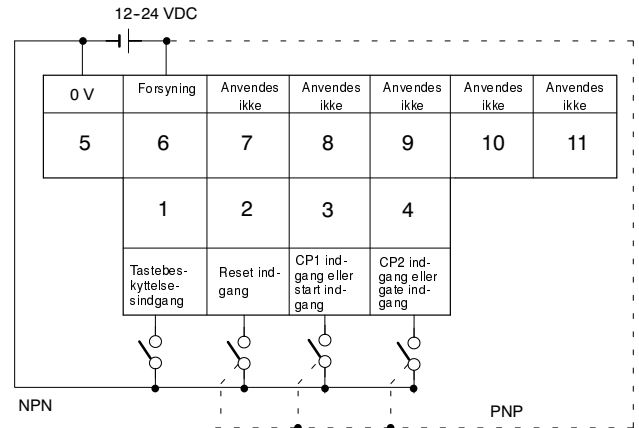 12-24 VDC
0 V
Forsyning
Anvendes
ikke
Anvendes
ikke
Anvendes
ikke
Anvendes
ikke
Anvendes
ikke
5
6
7
8
9
10
11
1
2
3
4
Tastebes-
kyttelse-
sindgang
Reset ind-
gang
CP1 ind-
gang eller
start ind-
gang
CP2 ind-
gang eller
gate ind-
gang
NPN
PNP